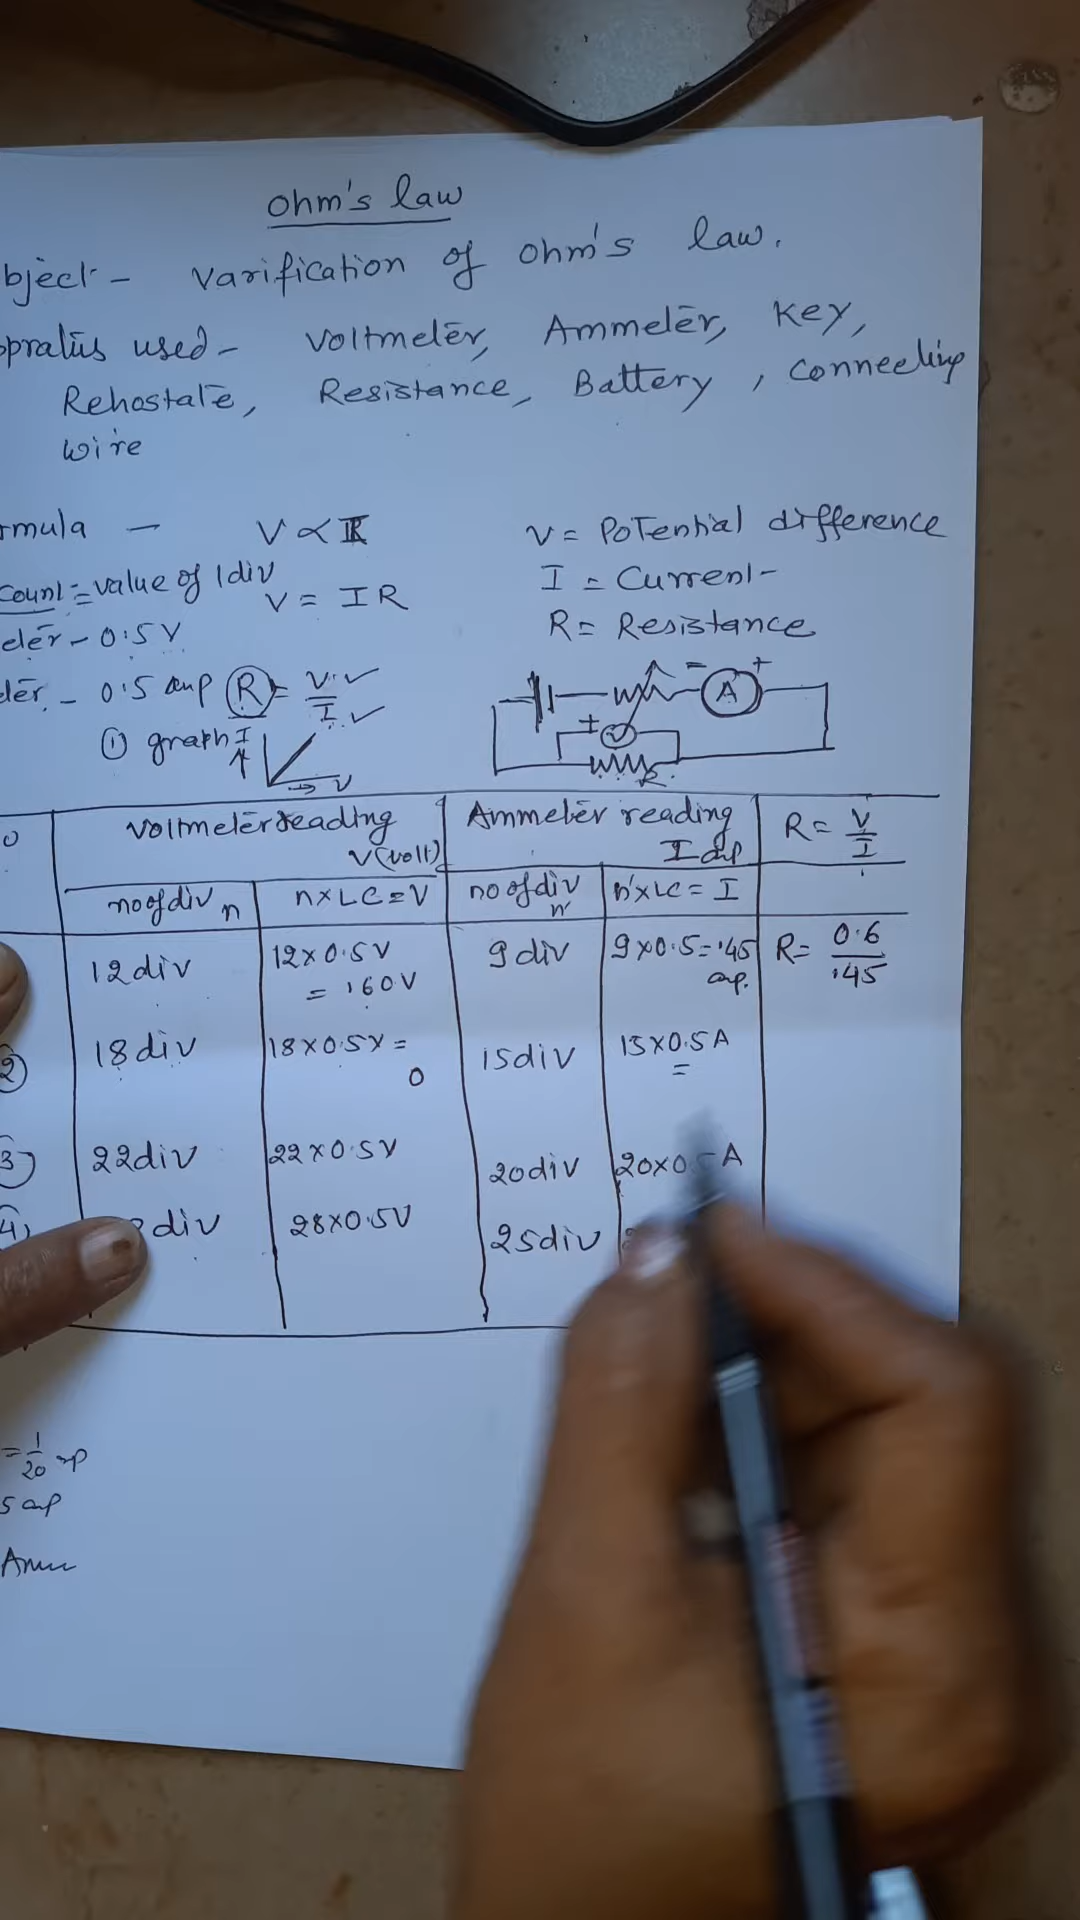 ohm's law
bject - varification of ohm's law.
pratus used - voltmeter, Ammeter, Key,
Rehostate, Resistance, Battery, connecting
wire
rmula - V ∝ I
V = Potential difference
count = value of 1 div
V = IR
I = Current
eter - 0.5 V
R = Resistance
ter. - 0.5 amp R = V/I
① graph I V
A
V
R
o voltmeter reading V(volt) Ammeter reading I amp R = V/I
no of div n n×LC = V no of div n' n'×LC = I
12 div 12×0.5V = .60V 9 div 9×0.5 = .45 amp. R = 0.6/.45
② 18 div 18×0.5V = 0 15 div 15×0.5A =
3 22 div 22×0.5V 20 div 20×0.5 A
4 div 28×0.5V 25 div
= 1/20 amp
5 amp